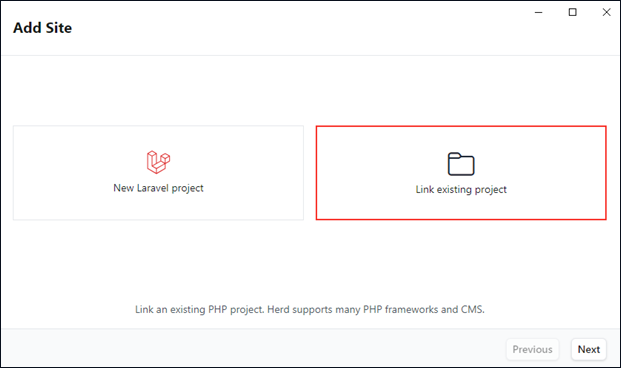 Add Site
New Laravel project
Link existing project
Link an existing PHP project. Herd supports many PHP frameworks and CMS.
Previous
Next